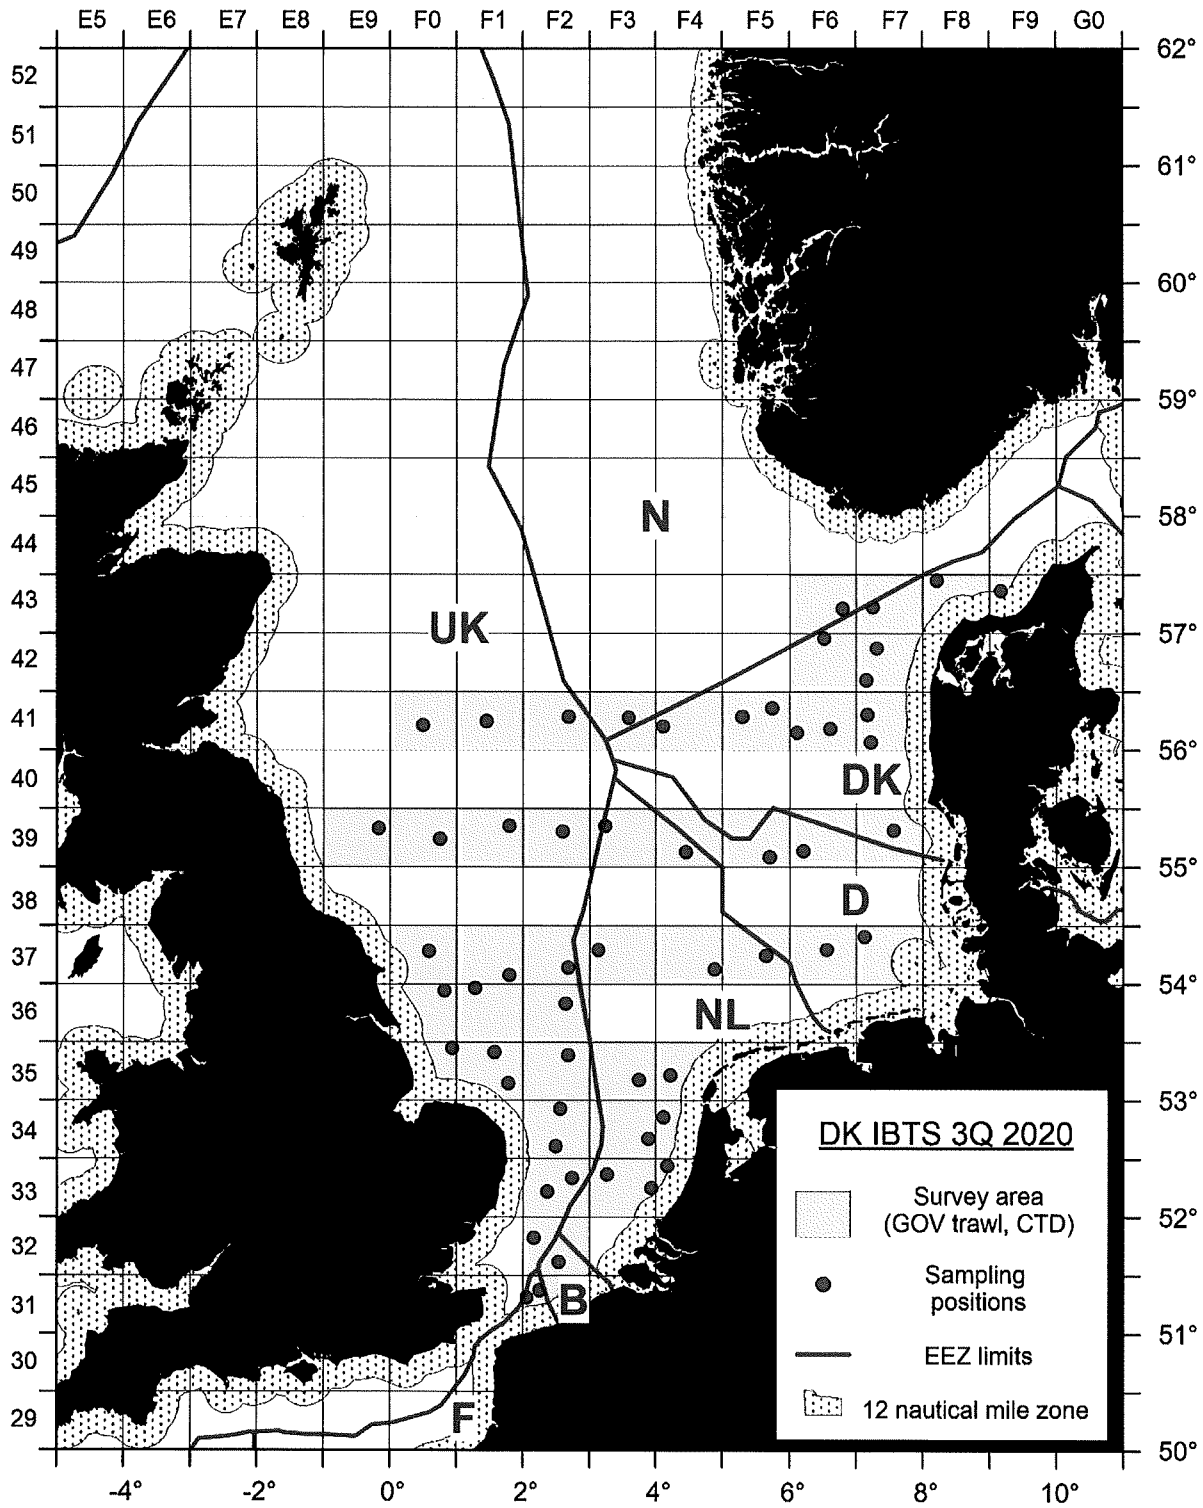 E5 E6 E7 E8 E9 F0 F1 F2 F3 F4 F5 F6 F7 F8 F9 G0
52 62°
51
61°
50
49
60°
48
47
59°
46
45
N
58°
44
43
UK
57°
42
41
56°
40 DK
39
55°
38 D
37
54°
36 NL
35
53°
34
33
52°
32
31 B
51°
30
29 F
50°
DK IBTS 3Q 2020
Survey area
(GOV trawl, CTD)
Sampling
positions
EEZ limits
12 nautical mile zone
-4° -2° 0° 2° 4° 6° 8° 10°